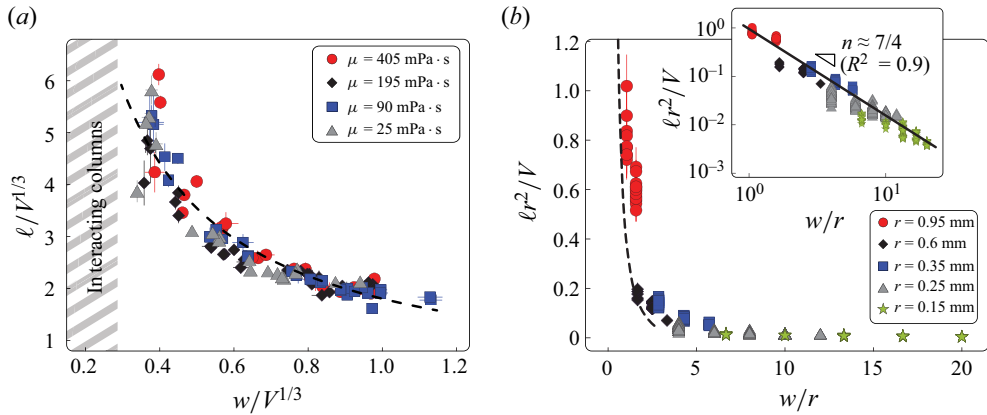 (a)
μ = 405 mPa · s
μ = 195 mPa · s
μ = 90 mPa · s
μ = 25 mPa · s
Interacting columns
ℓ/V^{1/3}
6
5
4
3
2
1
0.2
0.4
0.6
0.8
1.0
1.2
w/V^{1/3}
(b)
ℓr²/V
1.2
1.0
0.8
0.6
0.4
0.2
0
0
5
10
15
20
w/r
ℓr²/V
10^0
10^{−1}
10^{−2}
10^{−3}
10^0
10^1
w/r
n ≈ 7/4
(R² = 0.9)
r = 0.95 mm
r = 0.6 mm
r = 0.35 mm
r = 0.25 mm
r = 0.15 mm